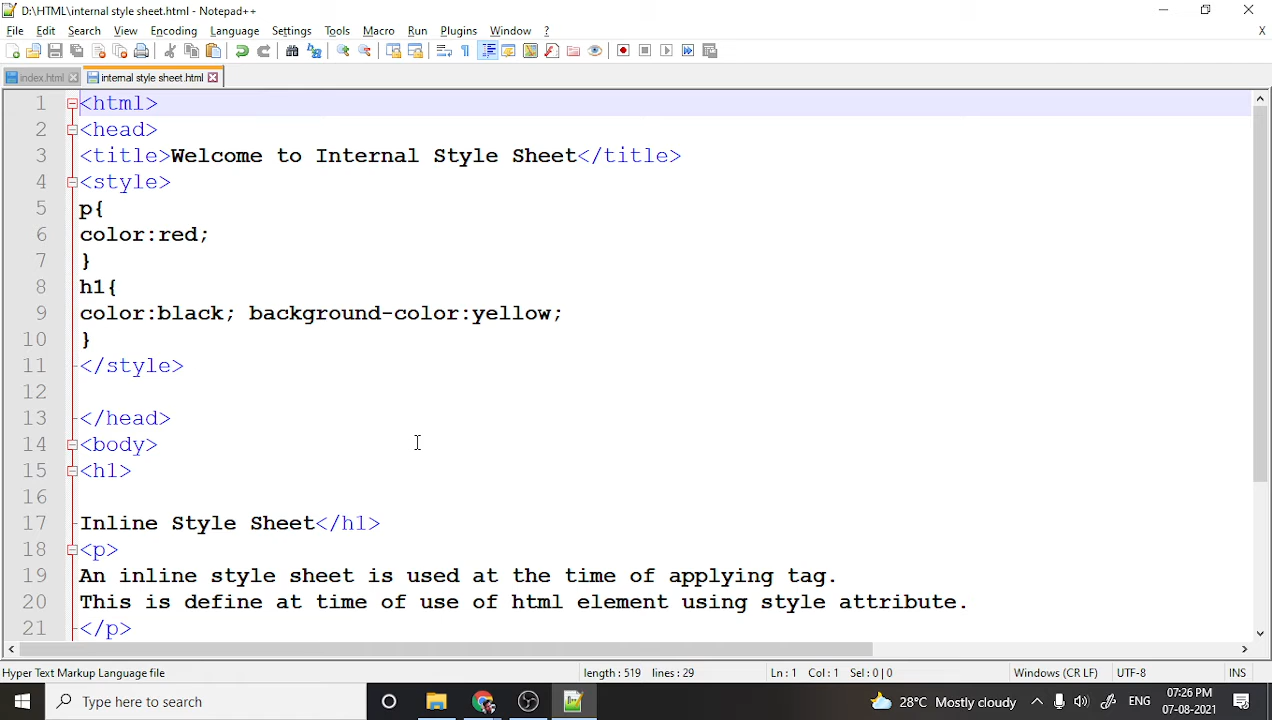 D:\HTML\internal style sheet.html - Notepad++
File Edit Search View Encoding Language Settings Tools Macro Run Plugins Window ? X
index.html internal style sheet.html
1 <html>
2 <head>
3 <title>Welcome to Internal Style Sheet</title>
4 <style>
5 p{
6 color:red;
7 }
8 h1{
9 color:black; background-color:yellow;
10 }
11 </style>
12
13 </head>
14 <body>
15 <h1>
16
17 Inline Style Sheet</h1>
18 <p>
19 An inline style sheet is used at the time of applying tag.
20 This is define at time of use of html element using style attribute.
21 </p>
Hyper Text Markup Language file length : 519 lines : 29 Ln : 1 Col : 1 Sel : 0 | 0 Windows (CR LF) UTF-8 INS
Type here to search 28°C Mostly cloudy ENG 07:26 PM
07-08-2021